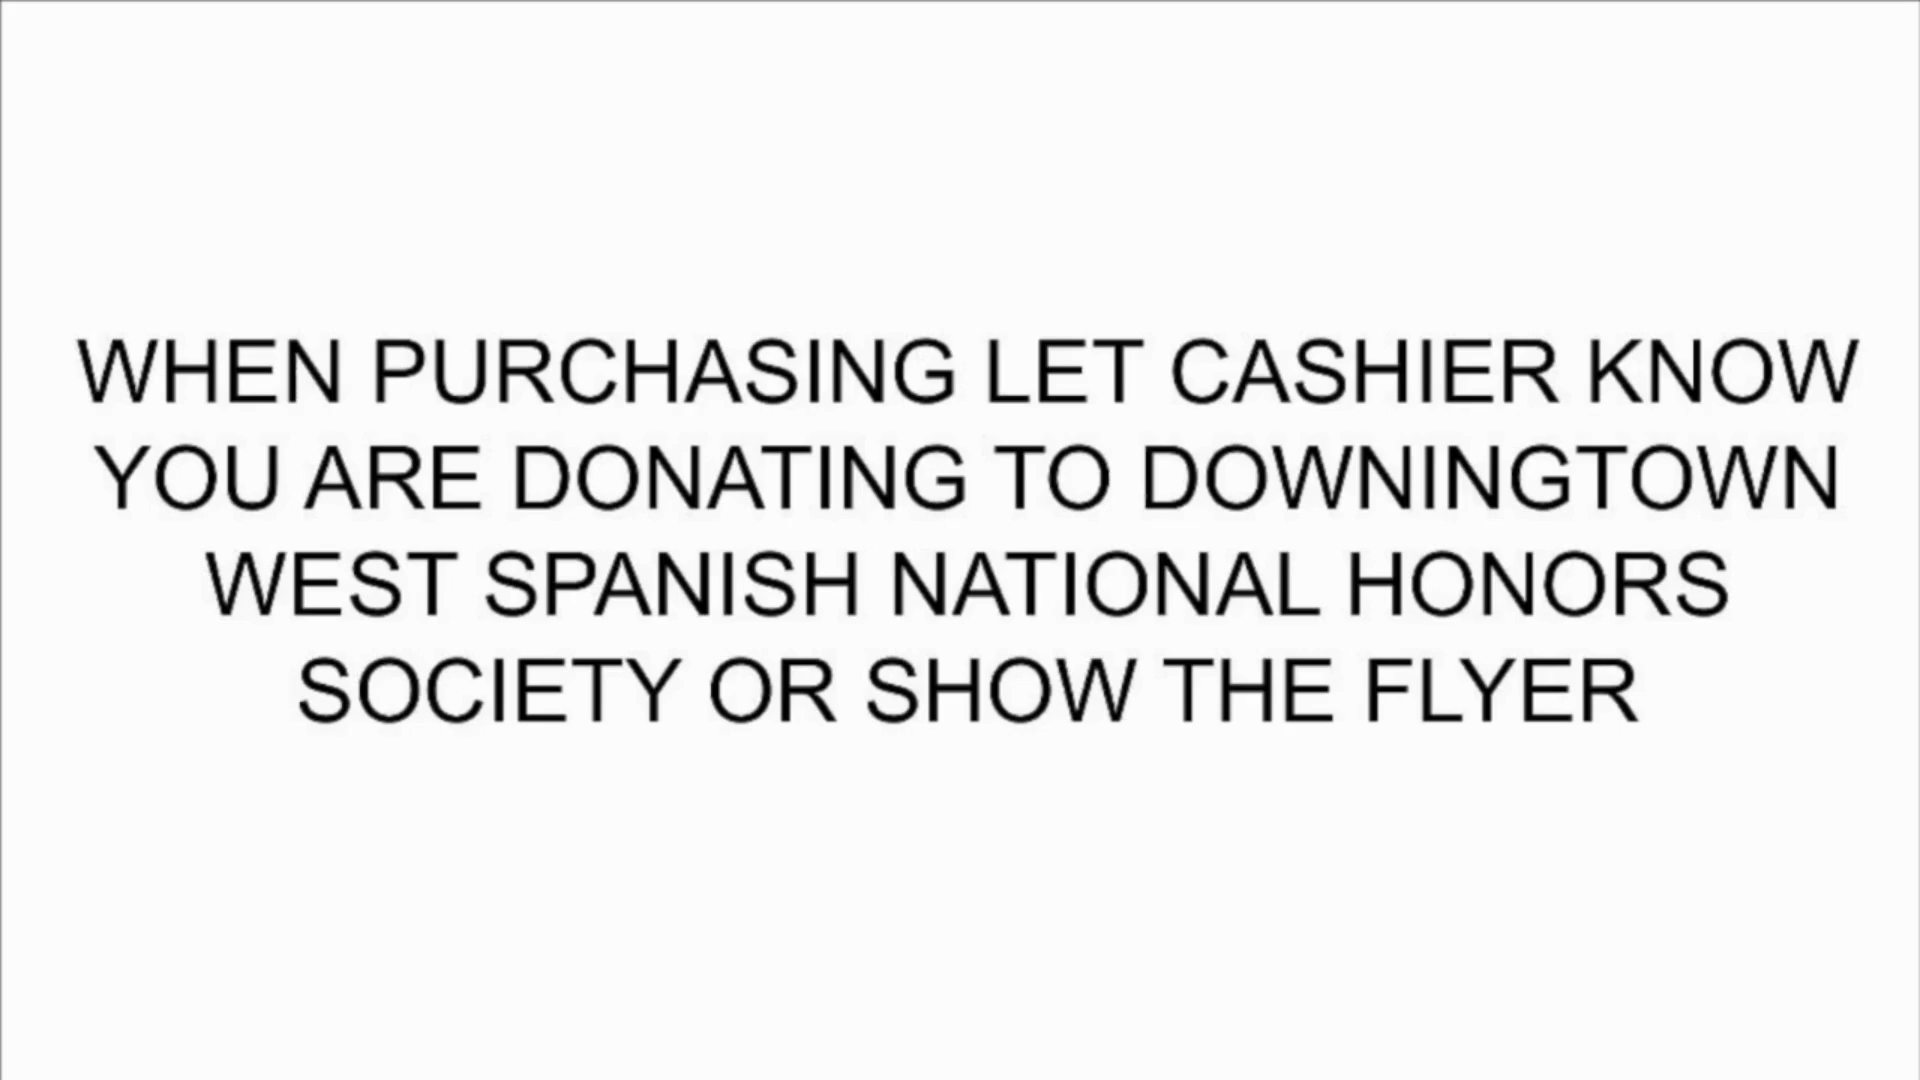 WHEN PURCHASING LET CASHIER KNOW
YOU ARE DONATING TO DOWNINGTOWN
WEST SPANISH NATIONAL HONORS
SOCIETY OR SHOW THE FLYER